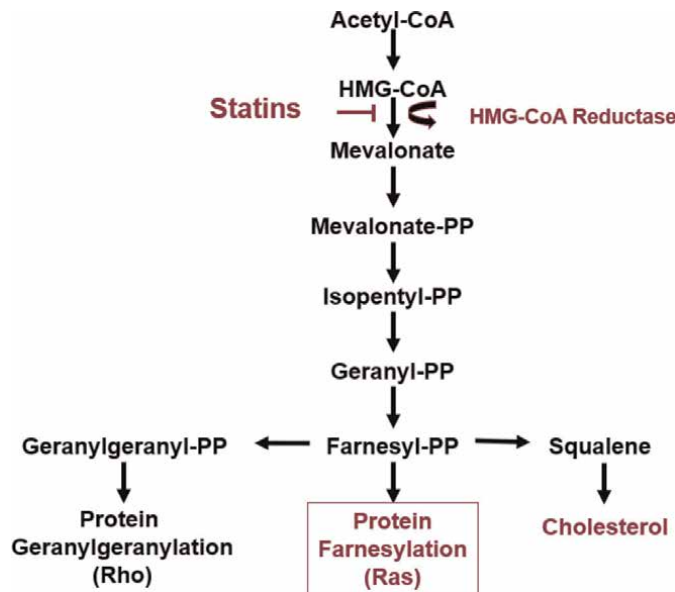 Acetyl-CoA
HMG-CoA
Statins
HMG-CoA Reductase
Mevalonate
Mevalonate-PP
Isopentyl-PP
Geranyl-PP
Geranylgeranyl-PP
Farnesyl-PP
Squalene
Protein
Geranylgeranylation
(Rho)
Protein
Farnesylation
(Ras)
Cholesterol